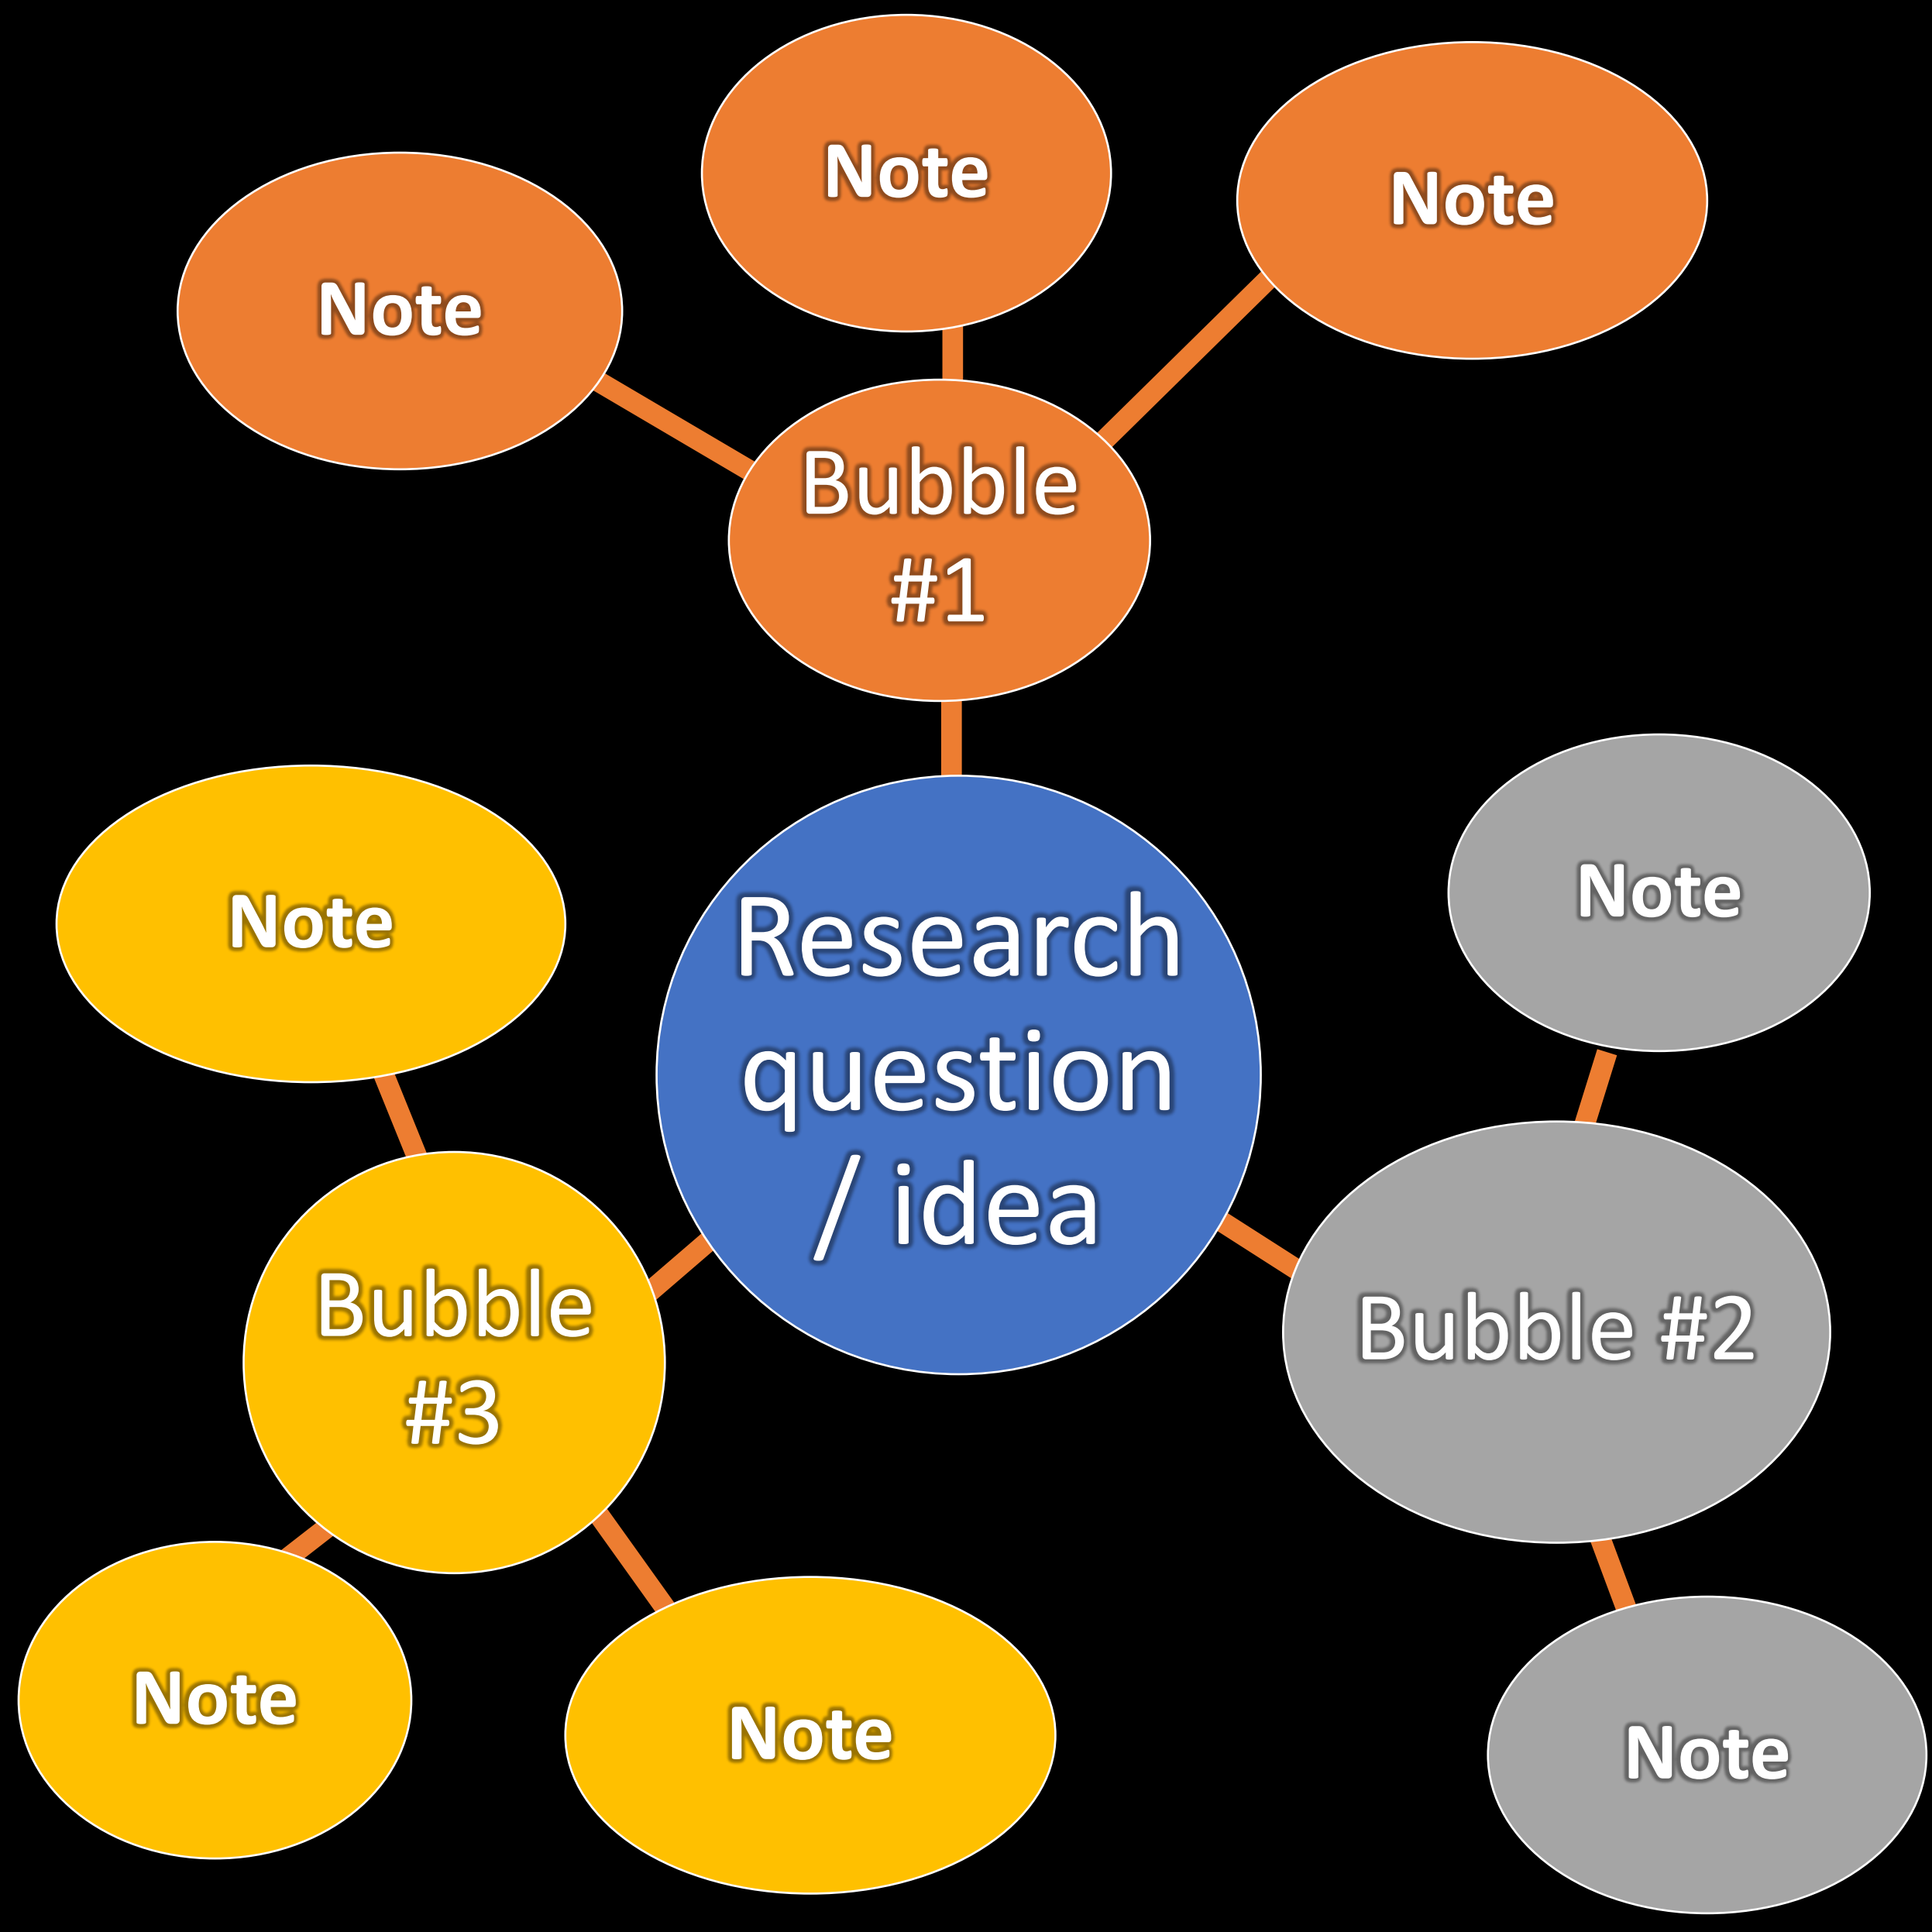 Note
Note
Note
Bubble
#1
Note
Note
Research
question
/ idea
Bubble
#3
Bubble #2
Note
Note
Note